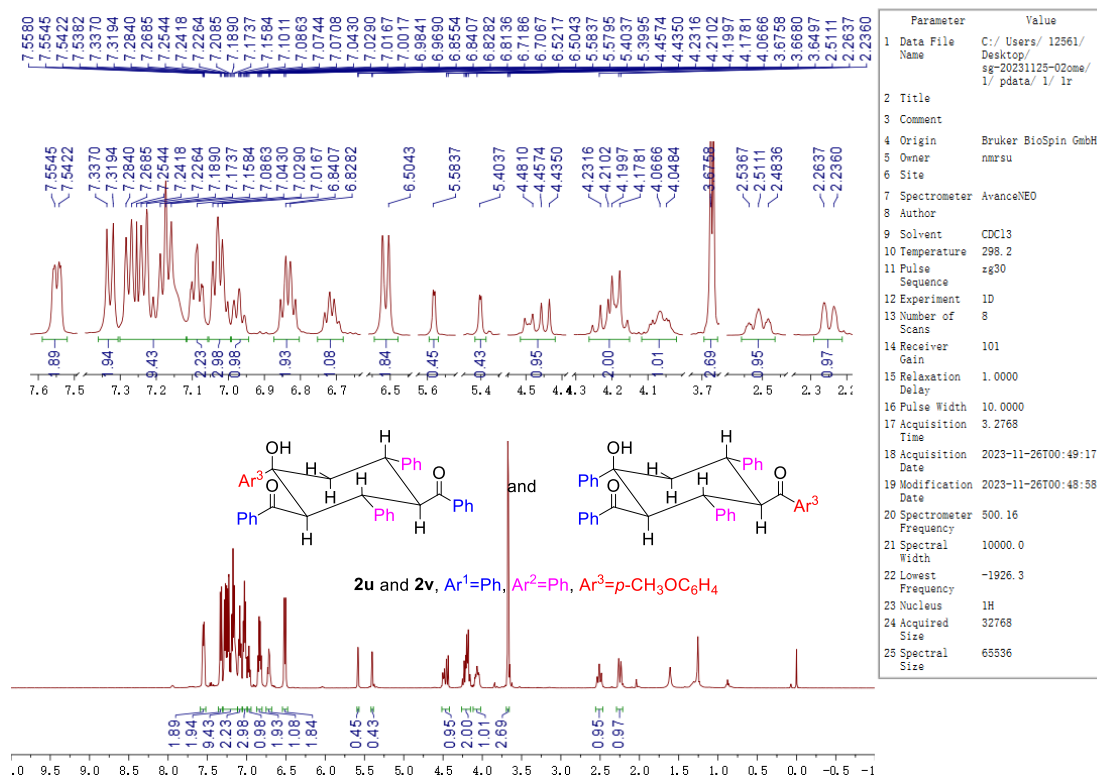 7.5580
7.5545
7.5422
7.5382
7.3370
7.3194
7.2840
7.2685
7.2544
7.2418
7.2264
7.2085
7.1890
7.1737
7.1584
7.1011
7.0863
7.0744
7.0708
7.0430
7.0290
7.0167
7.0017
6.9841
6.9690
6.8554
6.8407
6.8282
6.8136
6.7186
6.7067
6.5217
6.5043
5.5837
5.5795
5.4037
5.3995
4.4574
4.4350
4.2316
4.2102
4.1997
4.1781
4.0666
3.6758
3.6680
3.6497
2.5111
2.2637
2.2360
7.5545
7.5422
7.3370
7.3194
7.2840
7.2685
7.2544
7.2418
7.2264
7.1890
7.1737
7.1584
7.0863
7.0430
7.0290
7.0167
6.8407
6.8282
6.5043
5.5837
5.4037
4.4810
4.4574
4.4350
4.2316
4.2102
4.1997
4.1781
4.0666
4.0484
3.6758
2.5367
2.5111
2.4836
2.2637
2.2360
1.89
1.94
9.43
2.23
2.98
0.98
1.93
1.08
1.84
0.45
0.43
0.95
2.00
1.01
2.69
0.95
0.97
7.6 7.5 7.3 7.2 7.1 7.0 6.8 6.7 6.5 5.6 5.4 4.5 4.4 4.3 4.2 4.1 3.7 2.5 2.3 2.2
OH
H
Ph
Ar3
H
H
H
O
O
Ph
Ph
Ph
H
H
and
OH
H
Ph
Ph
H
H
H
O
O
Ph
Ph
Ar3
H
H
2u and 2v, Ar1=Ph, Ar2=Ph, Ar3=p-CH3OC6H4
1.89
1.94
9.43
2.23
2.98
0.98
1.93
1.08
1.84
0.45
0.43
0.95
2.00
1.01
2.69
0.95
0.97
.0 9.5 9.0 8.5 8.0 7.5 7.0 6.5 6.0 5.5 5.0 4.5 4.0 3.5 3.0 2.5 2.0 1.5 1.0 0.5 0.0 -0.5 -1
Parameter Value
1 Data File Name C:/ Users/ 12561/ Desktop/ sg-20231125-02ome/ 1/ pdata/ 1/ 1r
2 Title
3 Comment
4 Origin Bruker BioSpin GmbH
5 Owner nmrsu
6 Site
7 Spectrometer AvanceNEO
8 Author
9 Solvent CDCl3
10 Temperature 298.2
11 Pulse Sequence zg30
12 Experiment 1D
13 Number of Scans 8
14 Receiver Gain 101
15 Relaxation Delay 1.0000
16 Pulse Width 10.0000
17 Acquisition Time 3.2768
18 Acquisition Date 2023-11-26T00:49:17
19 Modification Date 2023-11-26T00:48:58
20 Spectrometer Frequency 500.16
21 Spectral Width 10000.0
22 Lowest Frequency -1926.3
23 Nucleus 1H
24 Acquired Size 32768
25 Spectral Size 65536